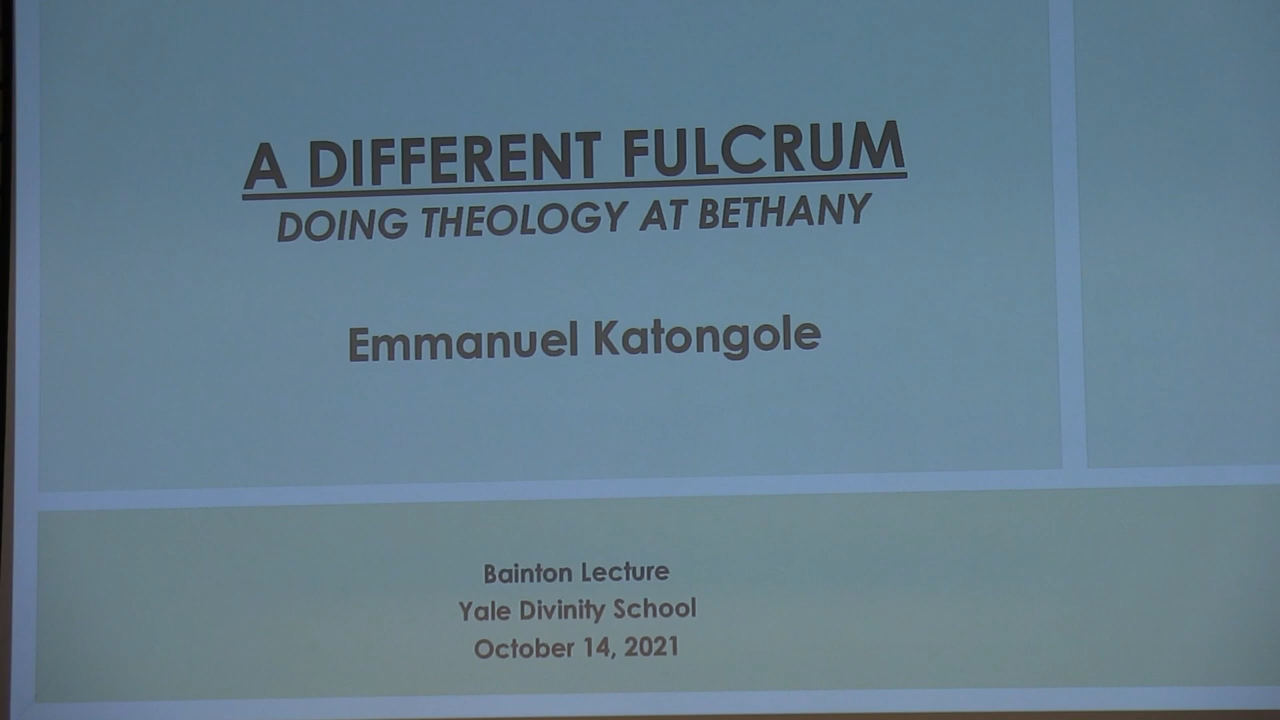 A DIFFERENT FULCRUM
DOING THEOLOGY AT BETHANY
Emmanuel Katongole
Bainton Lecture
Yale Divinity School
October 14, 2021